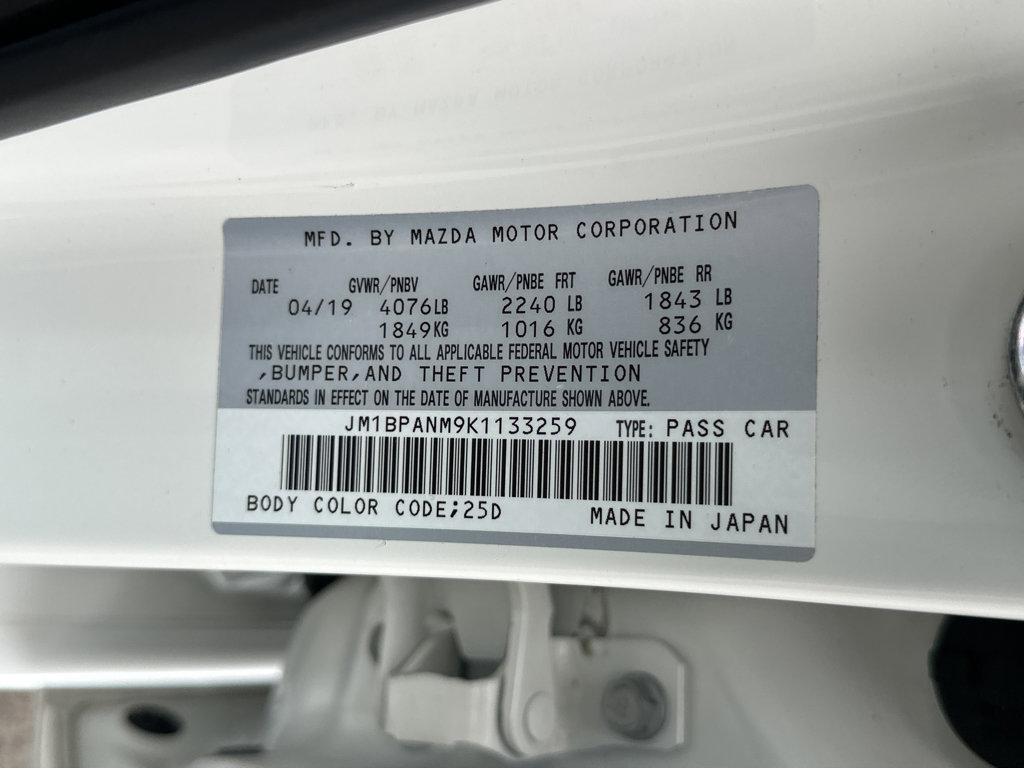 MFD. BY MAZDA MOTOR CORPORATION
DATE GVWR/PNBV GAWR/PNBE FRT GAWR/PNBE RR
04/19 4076LB 2240 LB 1843 LB
1849KG 1016 KG 836 KG
THIS VEHICLE CONFORMS TO ALL APPLICABLE FEDERAL MOTOR VEHICLE SAFETY
,BUMPER,AND THEFT PREVENTION
STANDARDS IN EFFECT ON THE DATE OF MANUFACTURE SHOWN ABOVE.
JM1BPANM9K1133259 TYPE: PASS CAR
BODY COLOR CODE;25D MADE IN JAPAN